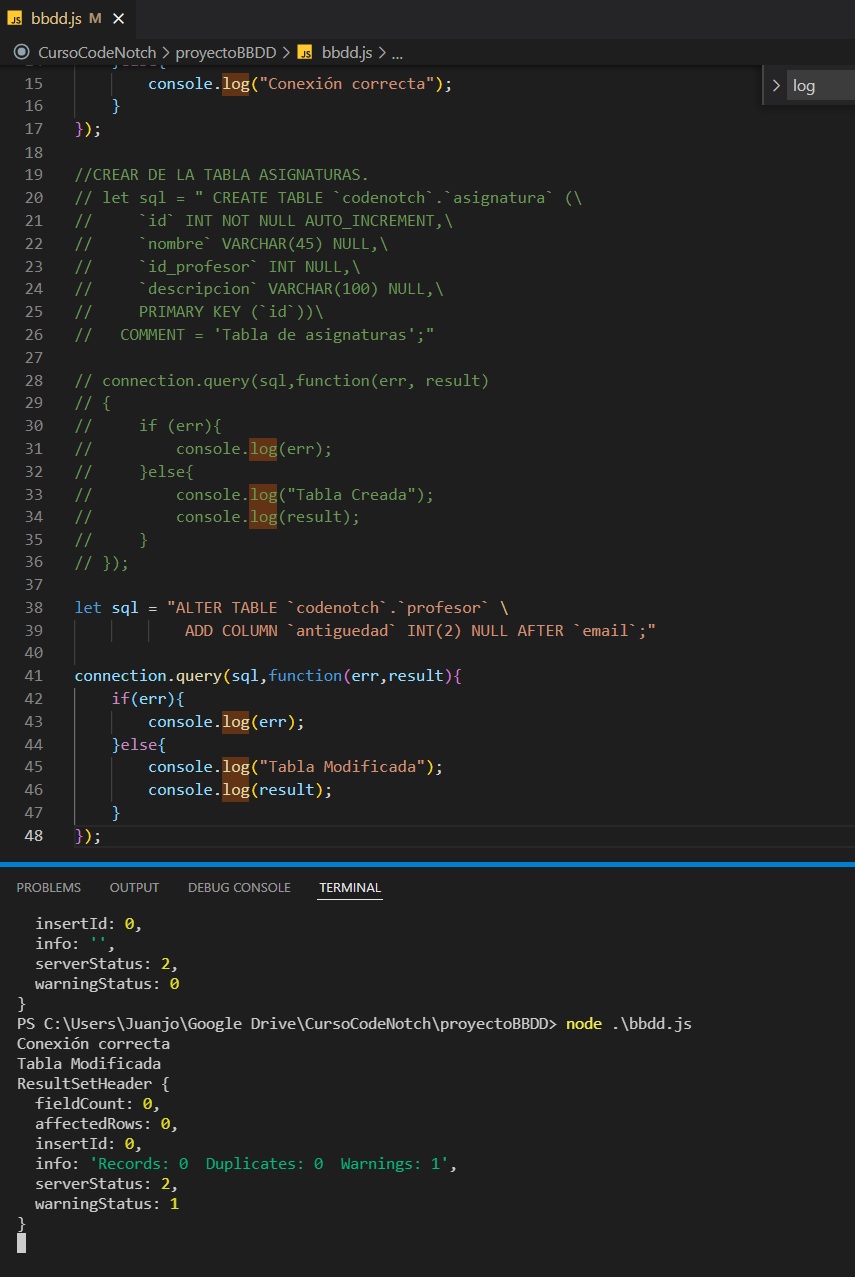 JS bbdd.js M ×
CursoCodeNotch > proyectoBBDD > JS bbdd.js > ...
> log
14 }else{
15 console.log("Conexión correcta");
16 }
17 });
18
19 //CREAR DE LA TABLA ASIGNATURAS.
20 // let sql = " CREATE TABLE `codenotch`.`asignatura` (\
21 // `id` INT NOT NULL AUTO_INCREMENT,\
22 // `nombre` VARCHAR(45) NULL,\
23 // `id_profesor` INT NULL,\
24 // `descripcion` VARCHAR(100) NULL,\
25 // PRIMARY KEY (`id`))\
26 // COMMENT = 'Tabla de asignaturas';"
27
28 // connection.query(sql,function(err, result)
29 // {
30 // if (err){
31 // console.log(err);
32 // }else{
33 // console.log("Tabla Creada");
34 // console.log(result);
35 // }
36 // });
37
38 let sql = "ALTER TABLE `codenotch`.`profesor` \
39 ADD COLUMN `antiguedad` INT(2) NULL AFTER `email`;"
40
41 connection.query(sql,function(err,result){
42 if(err){
43 console.log(err);
44 }else{
45 console.log("Tabla Modificada");
46 console.log(result);
47 }
48 });
PROBLEMS OUTPUT DEBUG CONSOLE TERMINAL
insertId: 0,
info: '',
serverStatus: 2,
warningStatus: 0
}
PS C:\Users\Juanjo\Google Drive\CursoCodeNotch\proyectoBBDD> node .\bbdd.js
Conexión correcta
Tabla Modificada
ResultSetHeader {
fieldCount: 0,
affectedRows: 0,
insertId: 0,
info: 'Records: 0  Duplicates: 0  Warnings: 1',
serverStatus: 2,
warningStatus: 1
}